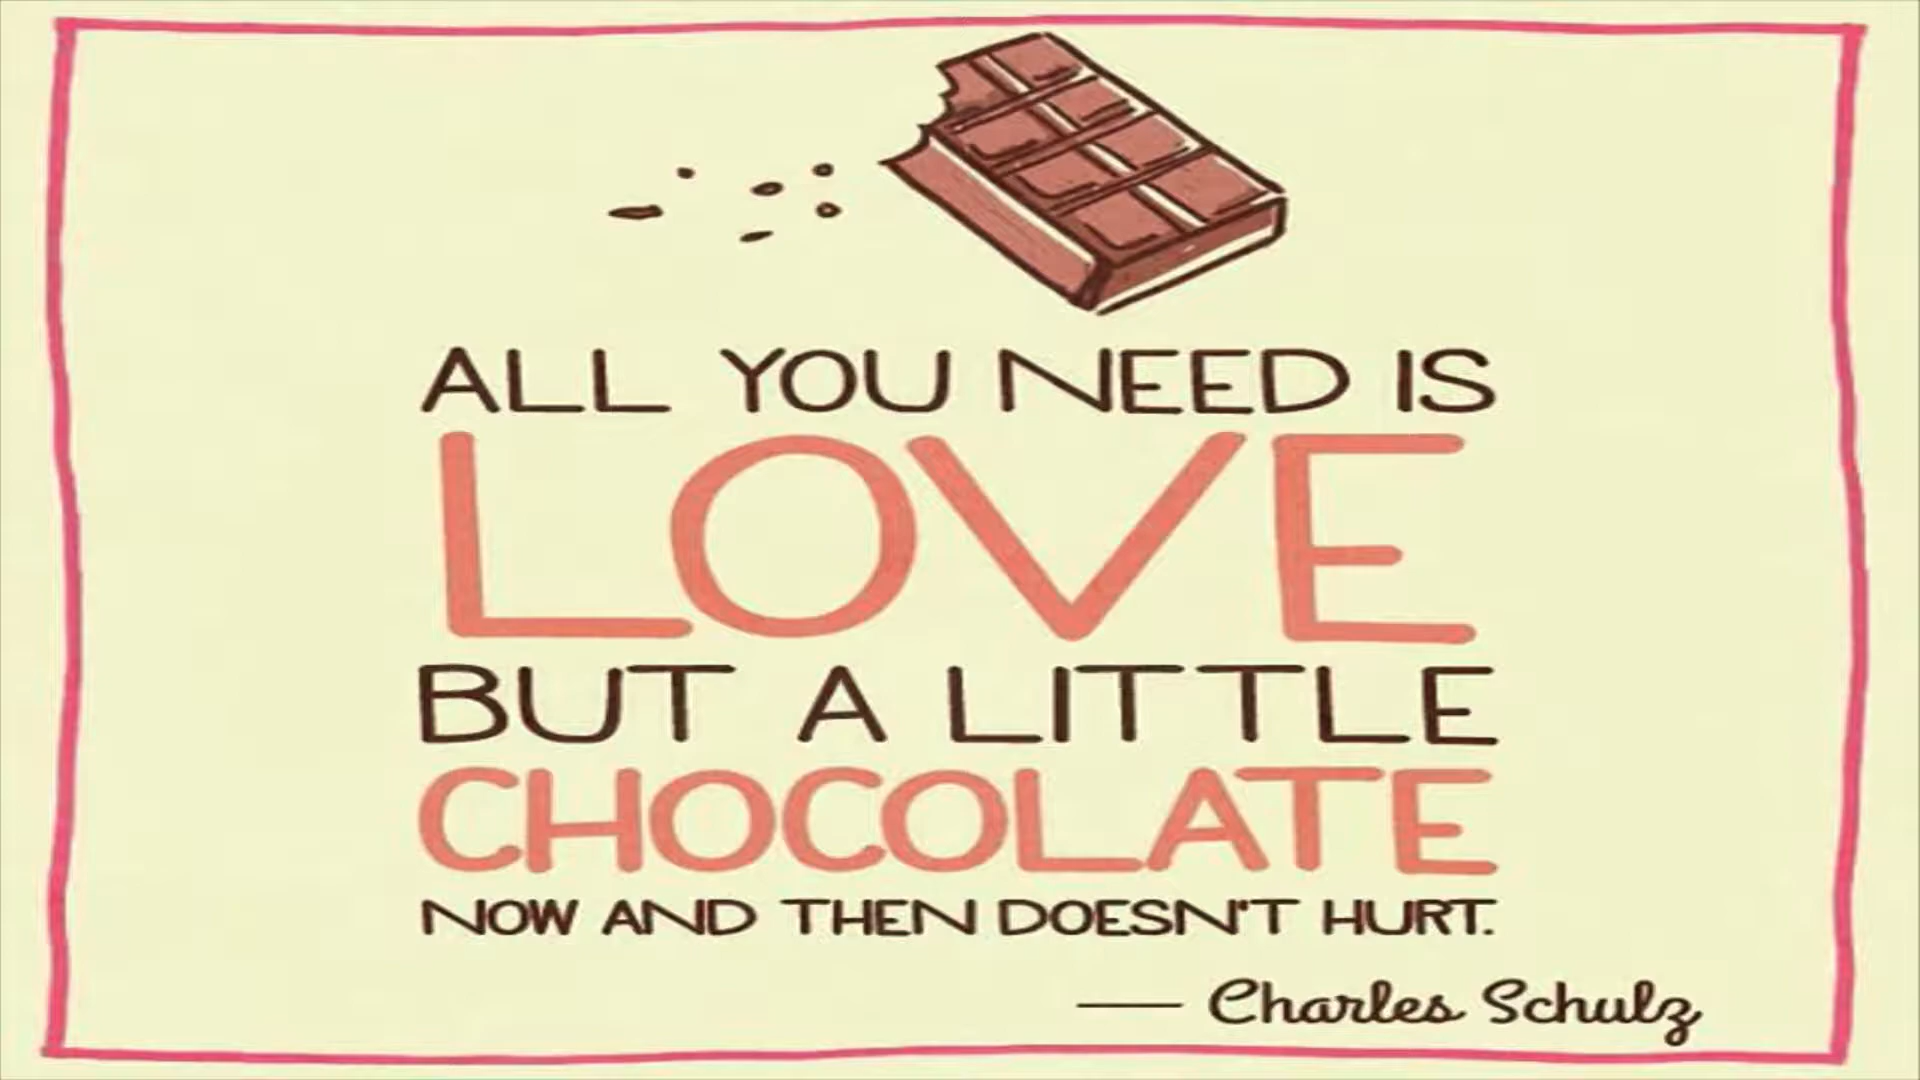 ALL YOU NEED IS
LOVE
BUT A LITTLE
CHOCOLATE
NOW AND THEN DOESN'T HURT.
— Charles Schulz